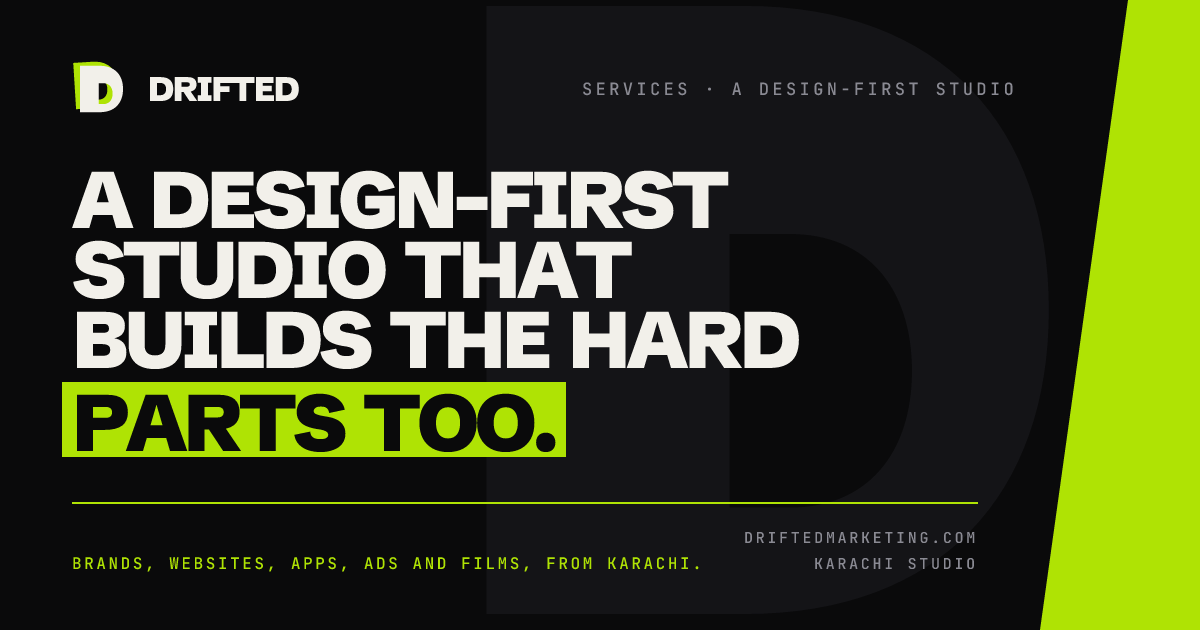 DRIFTED
SERVICES · A DESIGN-FIRST STUDIO
A DESIGN-FIRST
STUDIO THAT
BUILDS THE HARD
PARTS TOO.
BRANDS, WEBSITES, APPS, ADS AND FILMS, FROM KARACHI.
DRIFTEDMARKETING.COM
KARACHI STUDIO